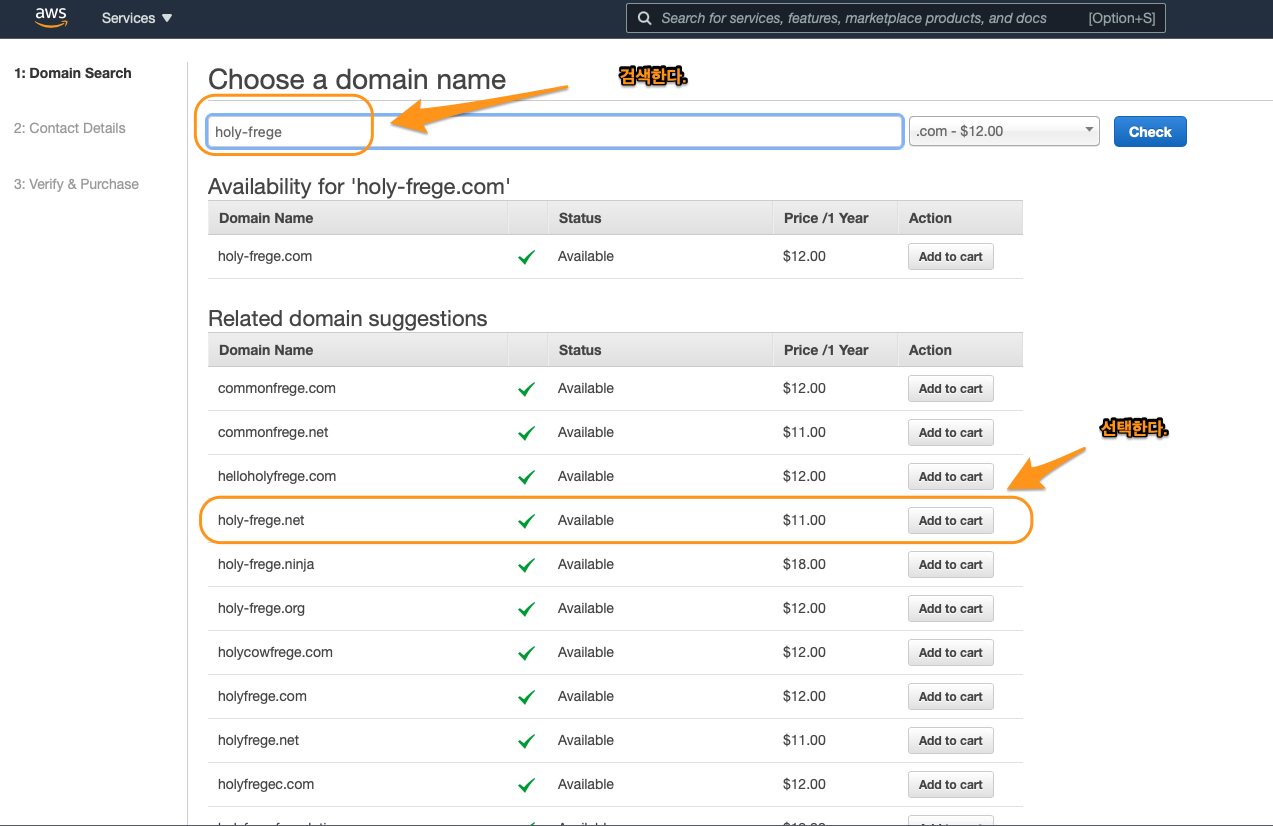 aws Services ▼ Search for services, features, marketplace products, and docs [Option+S]
1: Domain Search
2: Contact Details
3: Verify & Purchase
Choose a domain name
검색한다.
holy-frege .com - $12.00 Check
Availability for 'holy-frege.com'
Domain Name Status Price /1 Year Action
holy-frege.com Available $12.00 Add to cart
Related domain suggestions
Domain Name Status Price /1 Year Action
commonfrege.com Available $12.00 Add to cart
선택한다.
commonfrege.net Available $11.00 Add to cart
helloholyfrege.com Available $12.00 Add to cart
holy-frege.net Available $11.00 Add to cart
holy-frege.ninja Available $18.00 Add to cart
holy-frege.org Available $12.00 Add to cart
holycowfrege.com Available $12.00 Add to cart
holyfrege.com Available $12.00 Add to cart
holyfrege.net Available $11.00 Add to cart
holyfregec.com Available $12.00 Add to cart